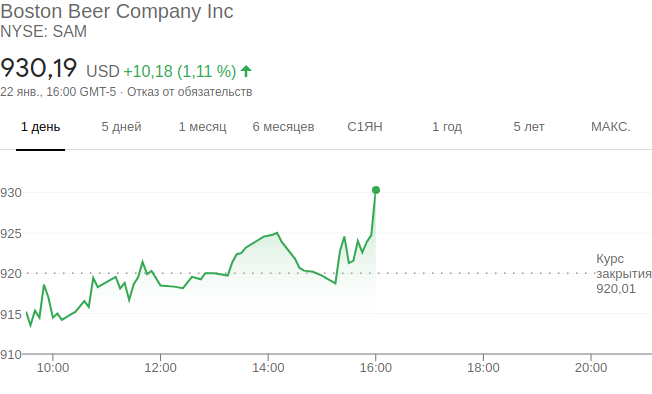 Boston Beer Company Inc
NYSE: SAM
930,19 USD +10,18 (1,11 %)
22 янв., 16:00 GMT-5 · Отказ от обязательств
1 день 5 дней 1 месяц 6 месяцев С1ЯН 1 год 5 лет МАКС.
930
925
920
915
910
Курс
закрытия
920,01
10:00 12:00 14:00 16:00 18:00 20:00